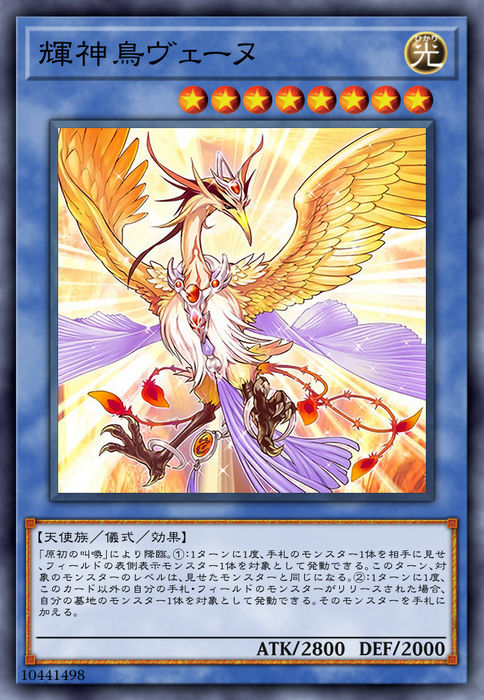 輝神鳥ヴェーヌ
ひかり
光
【天使族／儀式／効果】
「原初の叫喚」により降臨。①：1ターンに1度、手札のモンスター1体を相手に見せ
、フィールドの表側表示モンスター1体を対象として発動できる。このターン、対
象のモンスターのレベルは、見せたモンスターと同じになる。②：1ターンに1度、
このカード以外の自分の手札・フィールドのモンスターがリリースされた場合、
自分の墓地のモンスター1体を対象として発動できる。そのモンスターを手札に
加える。
ATK/2800 DEF/2000
10441498